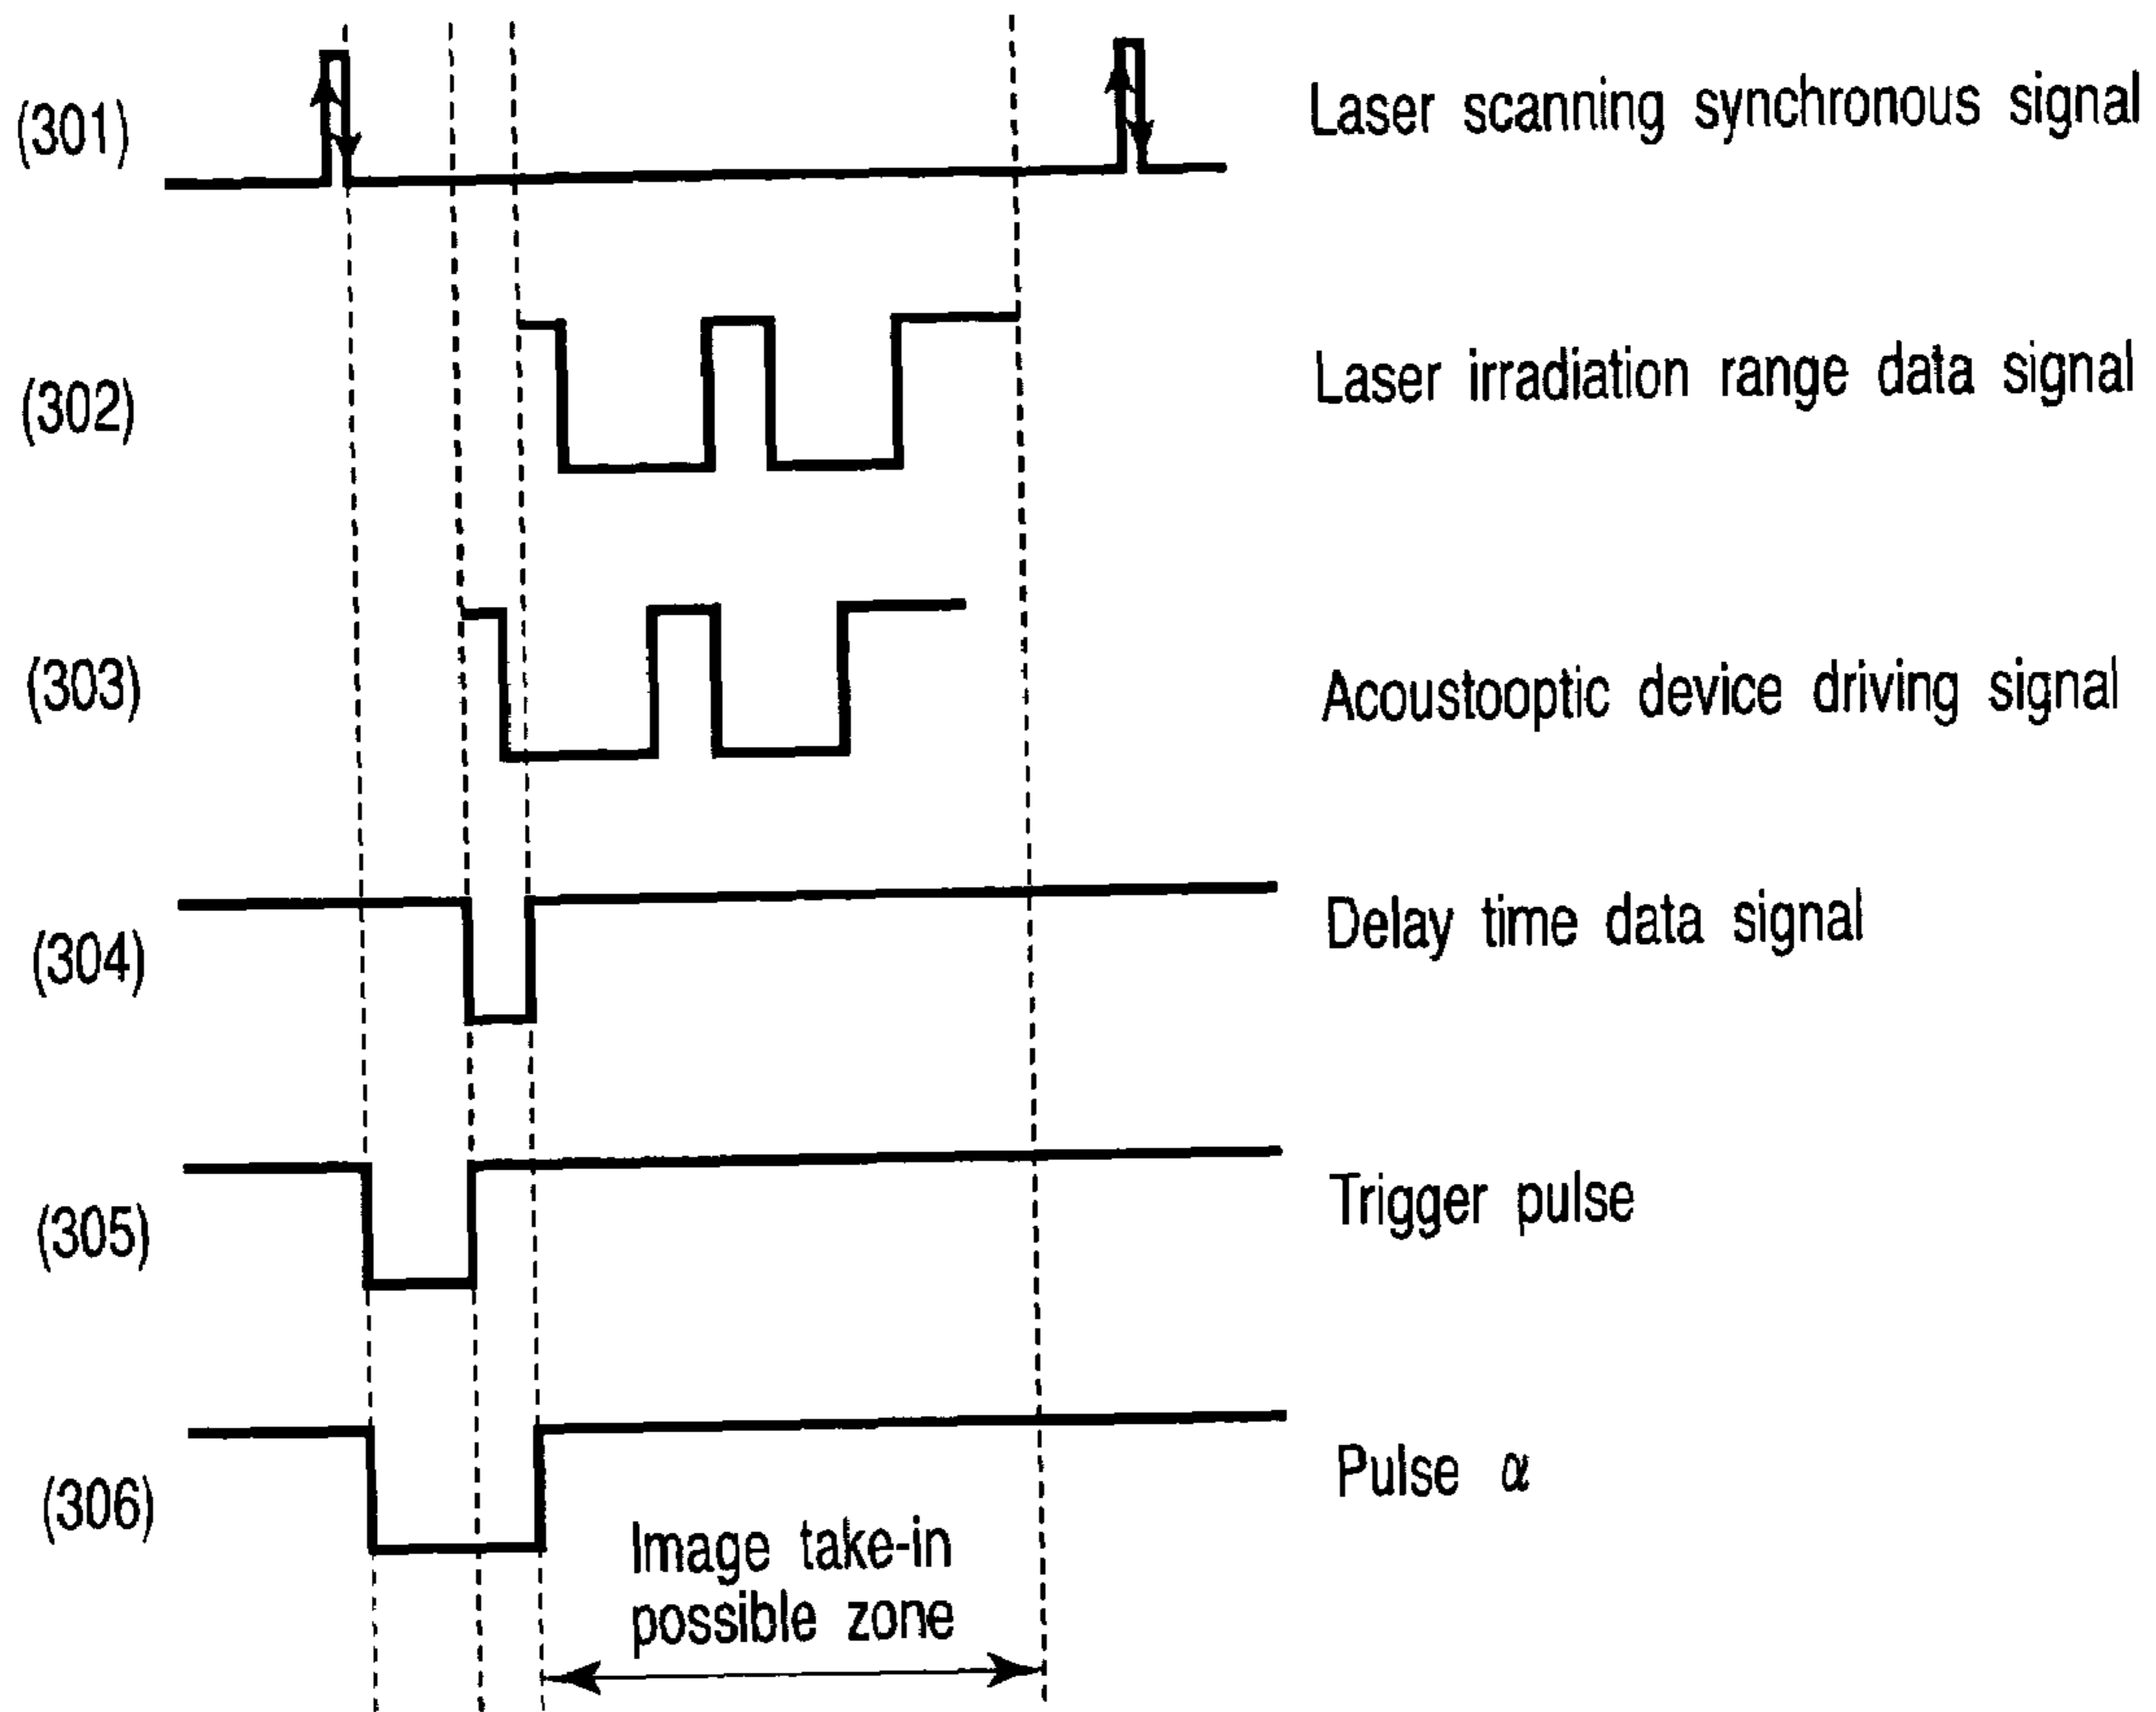 (301) Laser scanning synchronous signal
(302) Laser irradiation range data signal
(303) Acoustooptic device driving signal
(304) Delay time data signal
(305) Trigger pulse
(306) Pulse α
Image take-in
possible zone